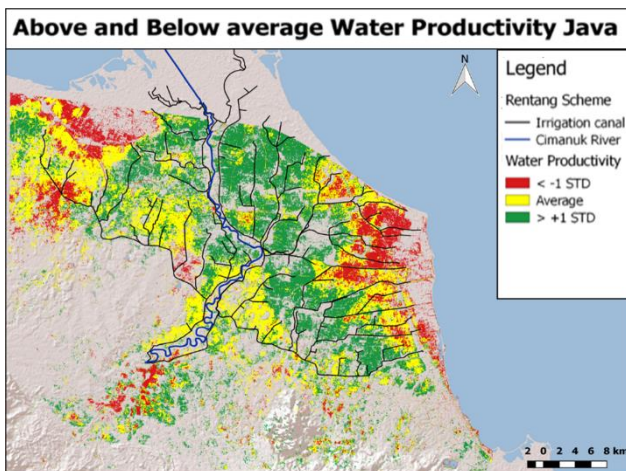 Above and Below average Water Productivity Java
N
Legend
Rentang Scheme
Irrigation canal
Cimanuk River
Water Productivity
< -1 STD
Average
> +1 STD
2 0 2 4 6 8 km